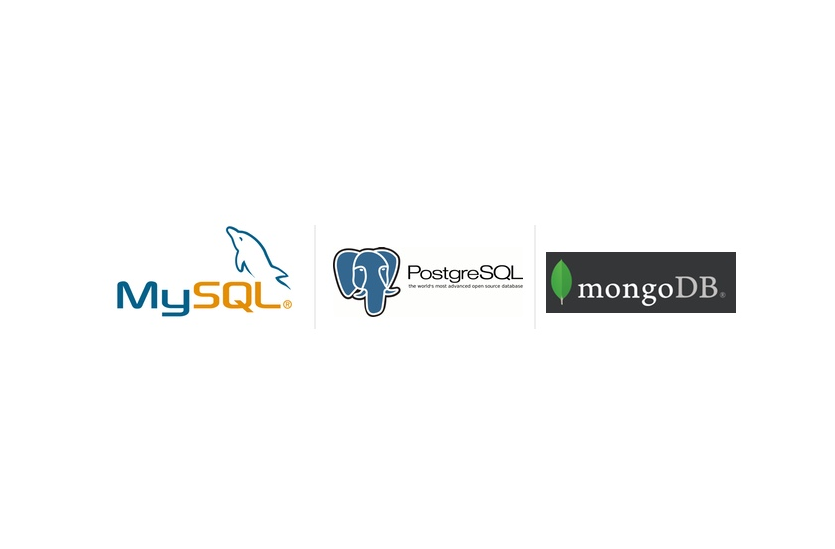 MySQL®
PostgreSQL
the world's most advanced open source database
mongoDB®